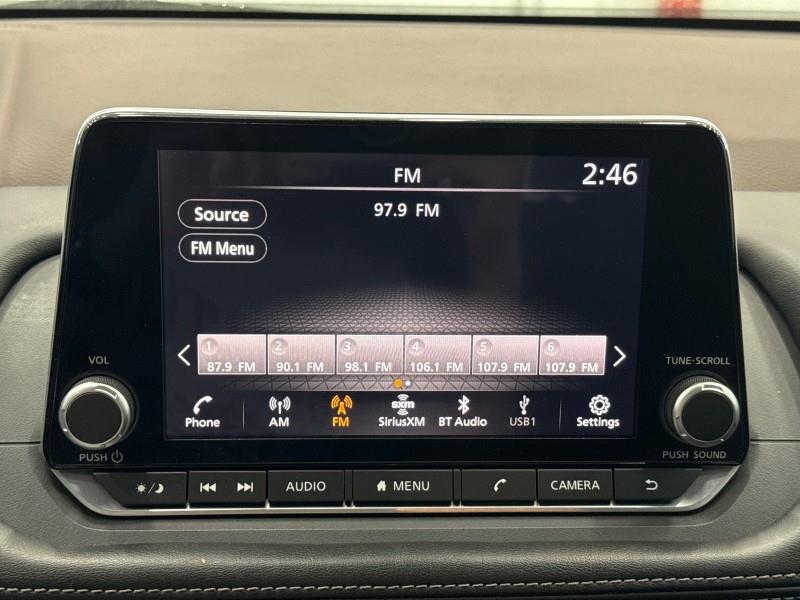 FM
2:46
Source
97.9 FM
FM Menu
1 2 3 4 5 6
87.9 FM 90.1 FM 98.1 FM 106.1 FM 107.9 FM 107.9 FM
VOL
TUNE·SCROLL
sxm
Phone AM FM SiriusXM BT Audio USB1 Settings
PUSH
PUSH SOUND
AUDIO MENU CAMERA